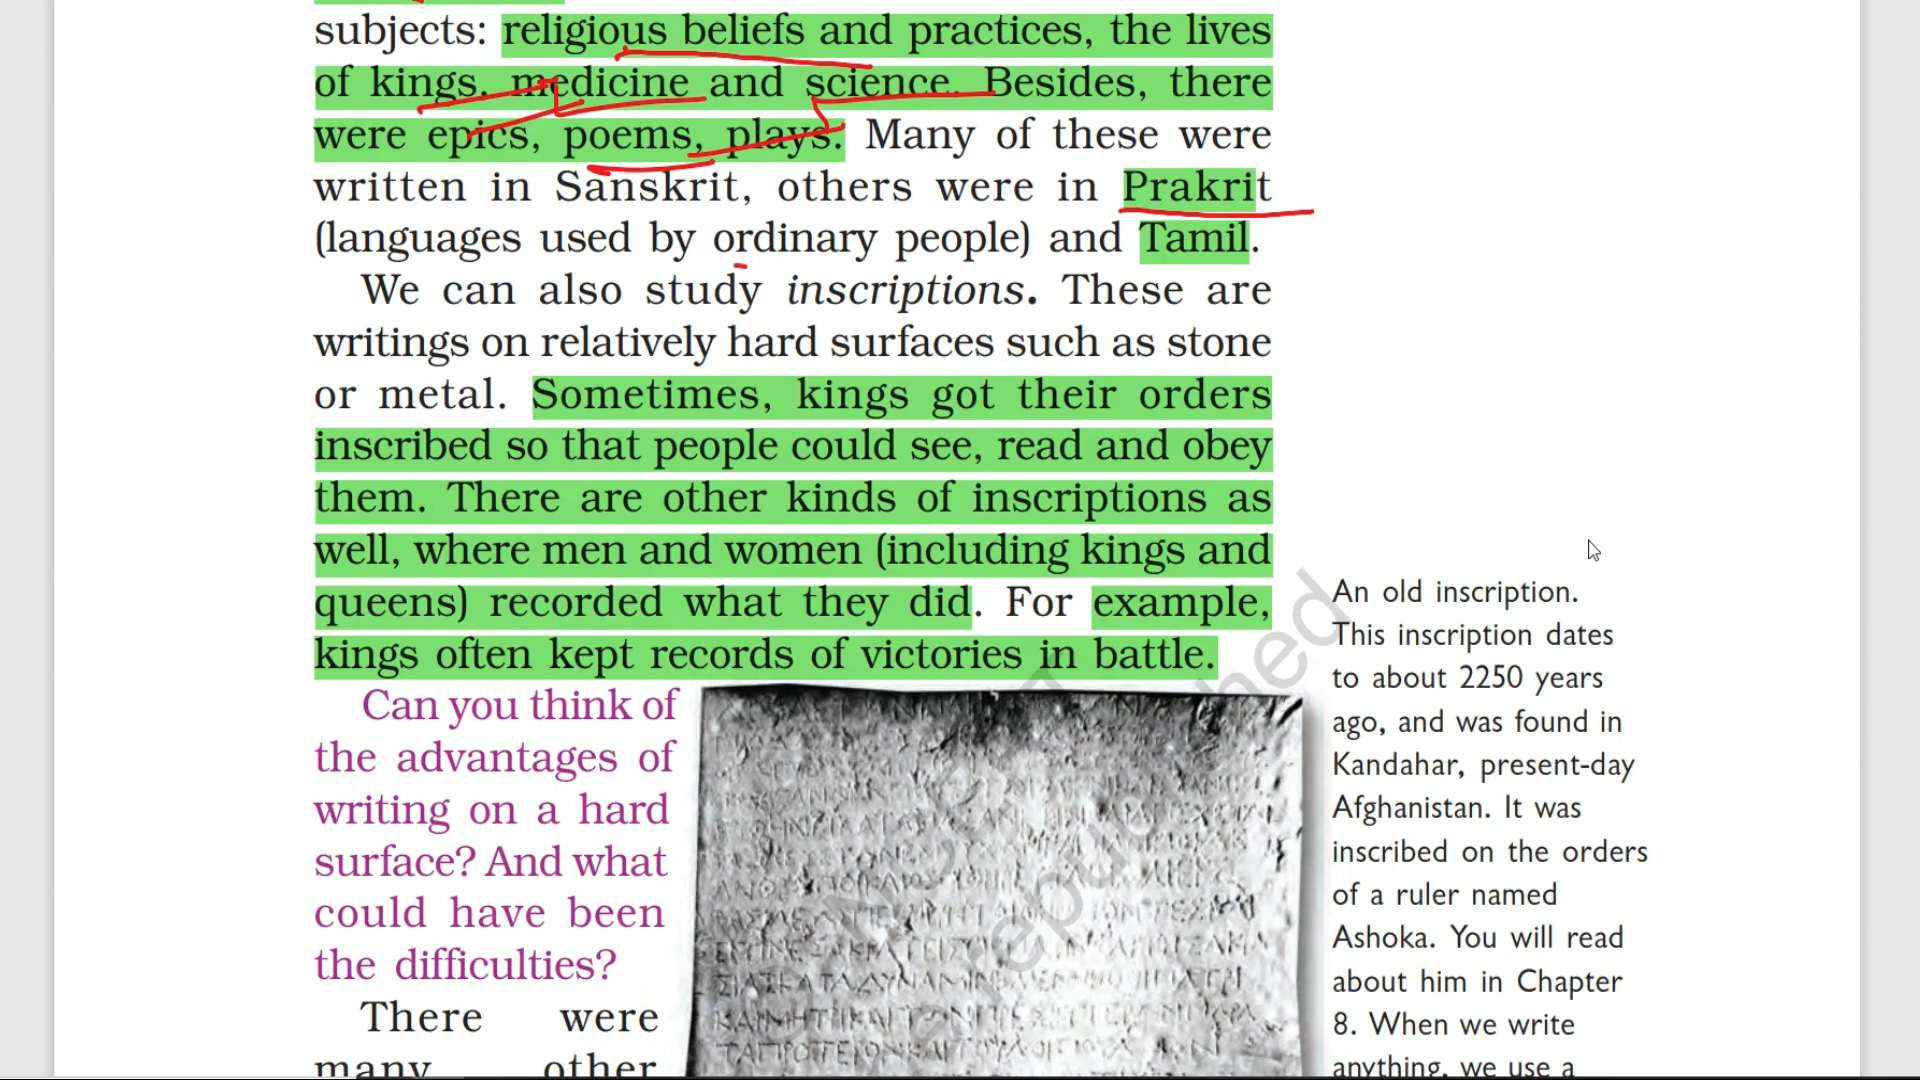 subjects: religious beliefs and practices, the lives
of kings, medicine and science. Besides, there
were epics, poems, plays. Many of these were
written in Sanskrit, others were in Prakrit
(languages used by ordinary people) and Tamil.
We can also study inscriptions. These are
writings on relatively hard surfaces such as stone
or metal. Sometimes, kings got their orders
inscribed so that people could see, read and obey
them. There are other kinds of inscriptions as
well, where men and women (including kings and
queens) recorded what they did. For example,
kings often kept records of victories in battle.
Can you think of
the advantages of
writing on a hard
surface? And what
could have been
the difficulties?
There were
many other
An old inscription.
This inscription dates
to about 2250 years
ago, and was found in
Kandahar, present-day
Afghanistan. It was
inscribed on the orders
of a ruler named
Ashoka. You will read
about him in Chapter
8. When we write
anything, we use a